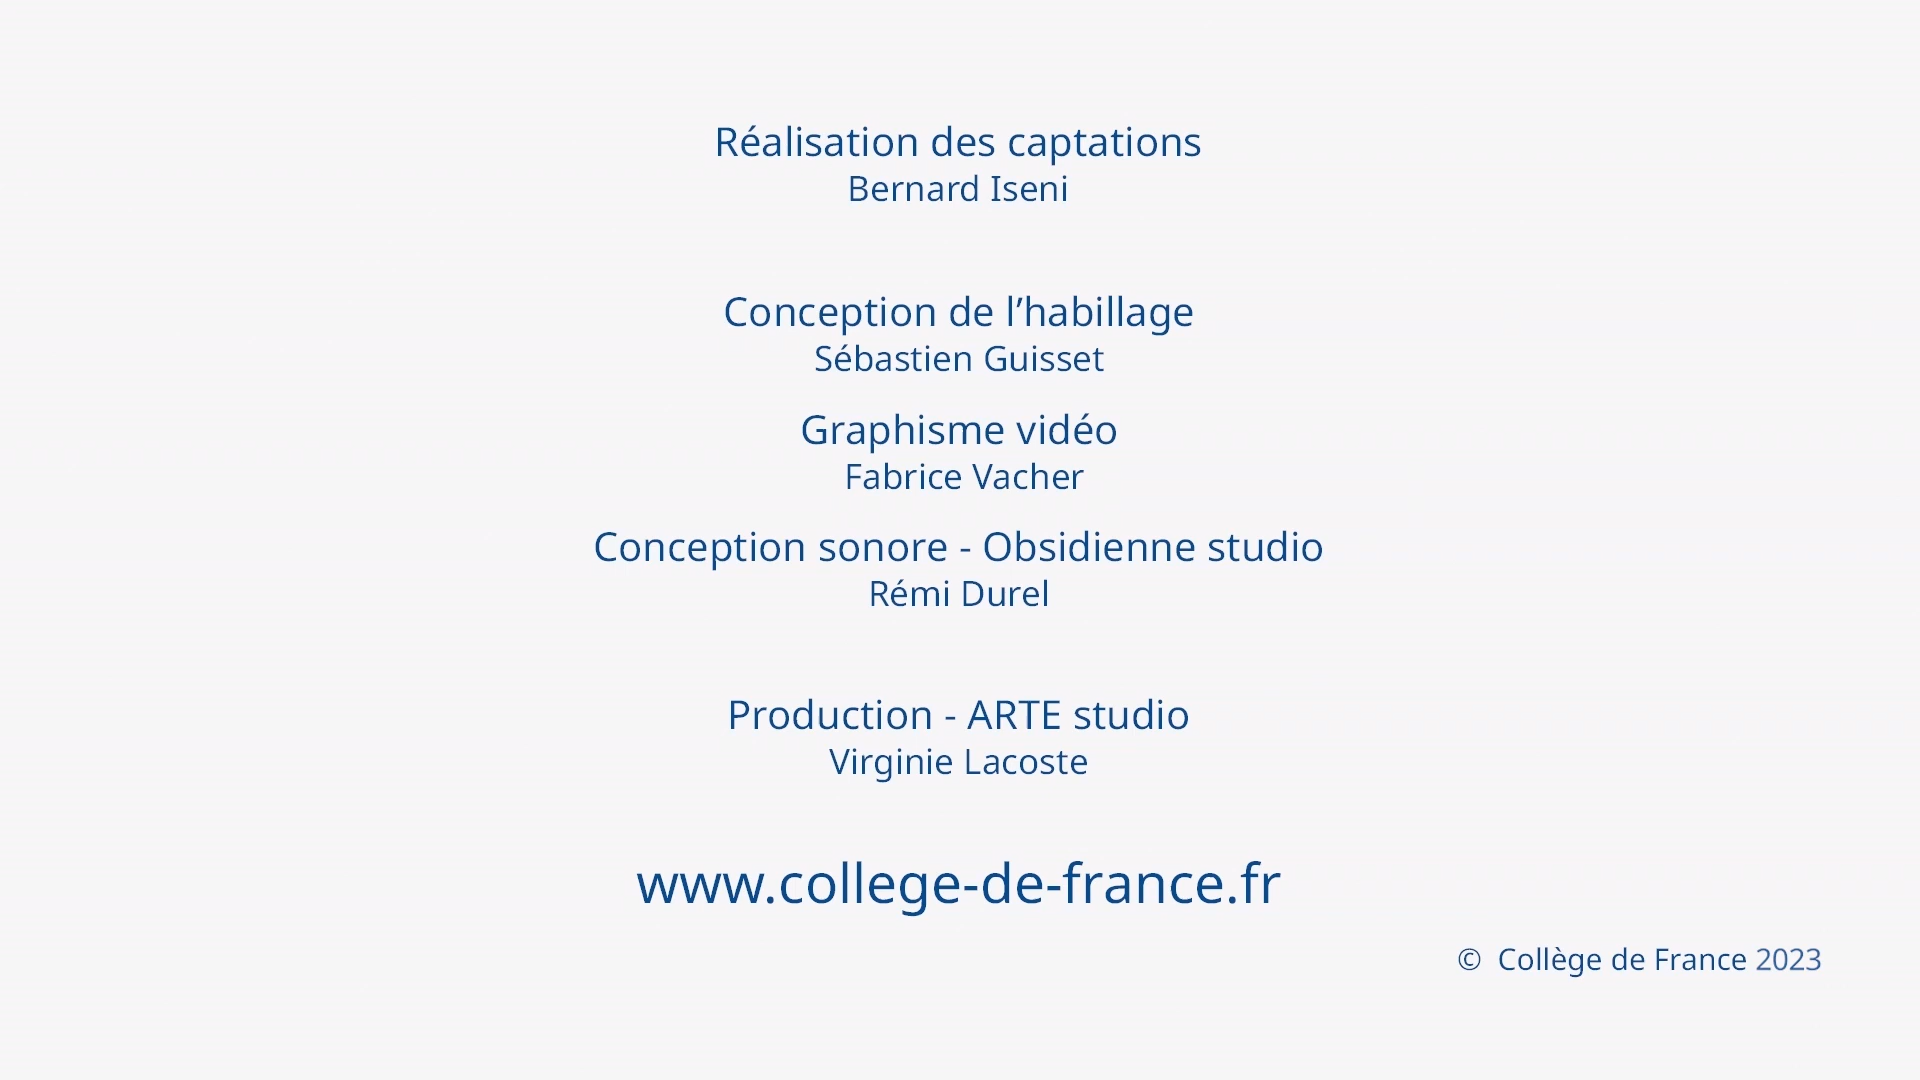 Réalisation des captations
Bernard Iseni
Conception de l’habillage
Sébastien Guisset
Graphisme vidéo
Fabrice Vacher
Conception sonore - Obsidienne studio
Rémi Durel
Production - ARTE studio
Virginie Lacoste
www.college-de-france.fr
© Collège de France 2023